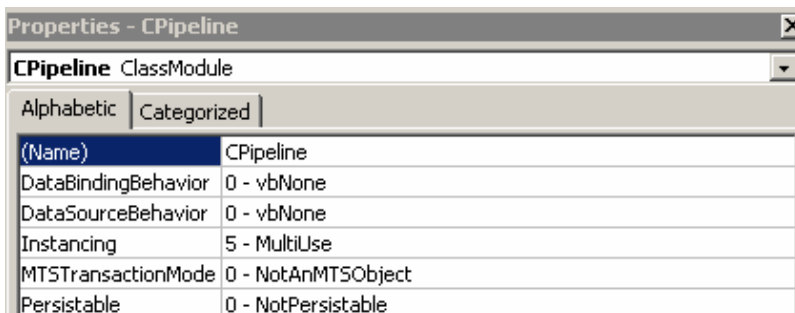 Properties - CPipeline
CPipeline ClassModule
Alphabetic Categorized
(Name) CPipeline
DataBindingBehavior 0 - vbNone
DataSourceBehavior 0 - vbNone
Instancing 5 - MultiUse
MTSTransactionMode 0 - NotAnMTSObject
Persistable 0 - NotPersistable